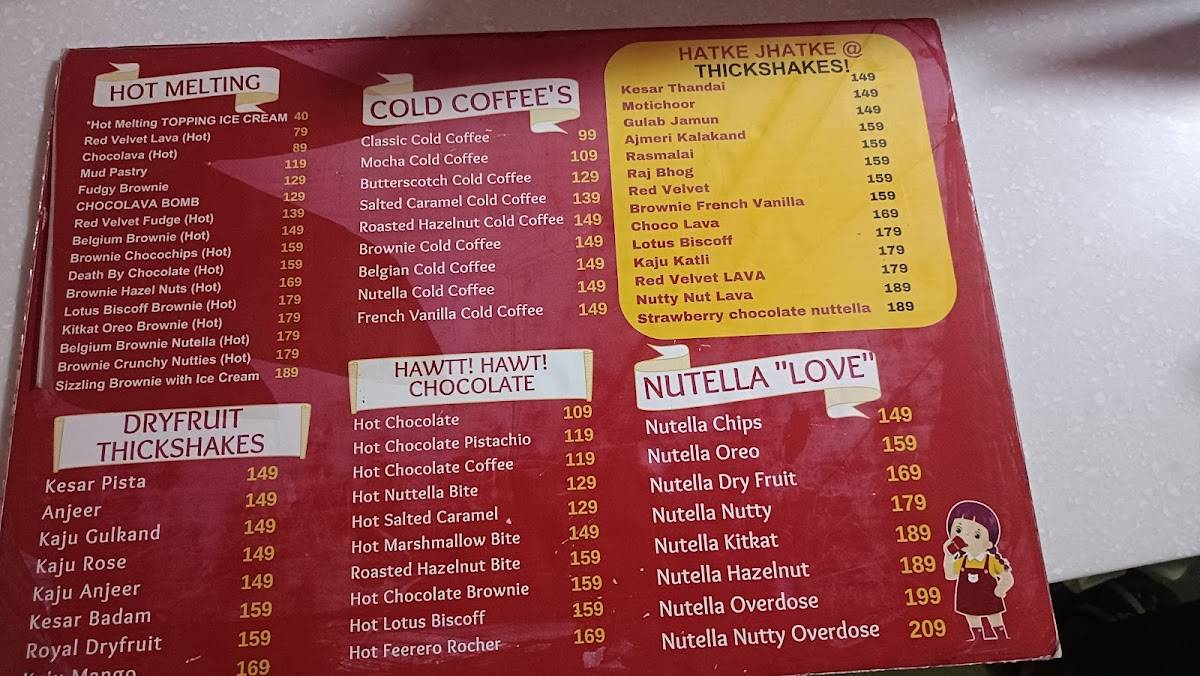 HOT MELTING
*Hot Melting TOPPING ICE CREAM 40
Red Velvet Lava (Hot) 79
Chocolava (Hot) 89
Mud Pastry 119
Fudgy Brownie 129
CHOCOLAVA BOMB 129
Red Velvet Fudge (Hot) 139
Belgium Brownie (Hot) 149
Brownie Chocochips (Hot) 159
Death By Chocolate (Hot) 159
Brownie Hazel Nuts (Hot) 169
Lotus Biscoff Brownie (Hot) 179
Kitkat Oreo Brownie (Hot) 179
Belgium Brownie Nutella (Hot) 179
Brownie Crunchy Nutties (Hot) 179
Sizzling Brownie with Ice Cream 189
DRYFRUIT
THICKSHAKES
Kesar Pista 149
Anjeer 149
Kaju Gulkand 149
Kaju Rose 149
Kaju Anjeer 149
Kesar Badam 159
Royal Dryfruit 159
Kaju Mango 169
COLD COFFEE'S
Classic Cold Coffee 99
Mocha Cold Coffee 109
Butterscotch Cold Coffee 129
Salted Caramel Cold Coffee 139
Roasted Hazelnut Cold Coffee 149
Brownie Cold Coffee 149
Belgian Cold Coffee 149
Nutella Cold Coffee 149
French Vanilla Cold Coffee 149
HAWTT! HAWT!
CHOCOLATE
Hot Chocolate 109
Hot Chocolate Pistachio 119
Hot Chocolate Coffee 119
Hot Nuttella Bite 129
Hot Salted Caramel 129
Hot Marshmallow Bite 149
Roasted Hazelnut Bite 159
Hot Chocolate Brownie 159
Hot Lotus Biscoff 159
Hot Feerero Rocher 169
HATKE JHATKE @
THICKSHAKES!
Kesar Thandai 149
Motichoor 149
Gulab Jamun 149
Ajmeri Kalakand 159
Rasmalai 159
Raj Bhog 159
Red Velvet 159
Brownie French Vanilla 159
Choco Lava 169
Lotus Biscoff 179
Kaju Katli 179
Red Velvet LAVA 179
Nutty Nut Lava 189
Strawberry chocolate nuttella 189
NUTELLA "LOVE"
Nutella Chips 149
Nutella Oreo 159
Nutella Dry Fruit 169
Nutella Nutty 179
Nutella Kitkat 189
Nutella Hazelnut 189
Nutella Overdose 199
Nutella Nutty Overdose 209